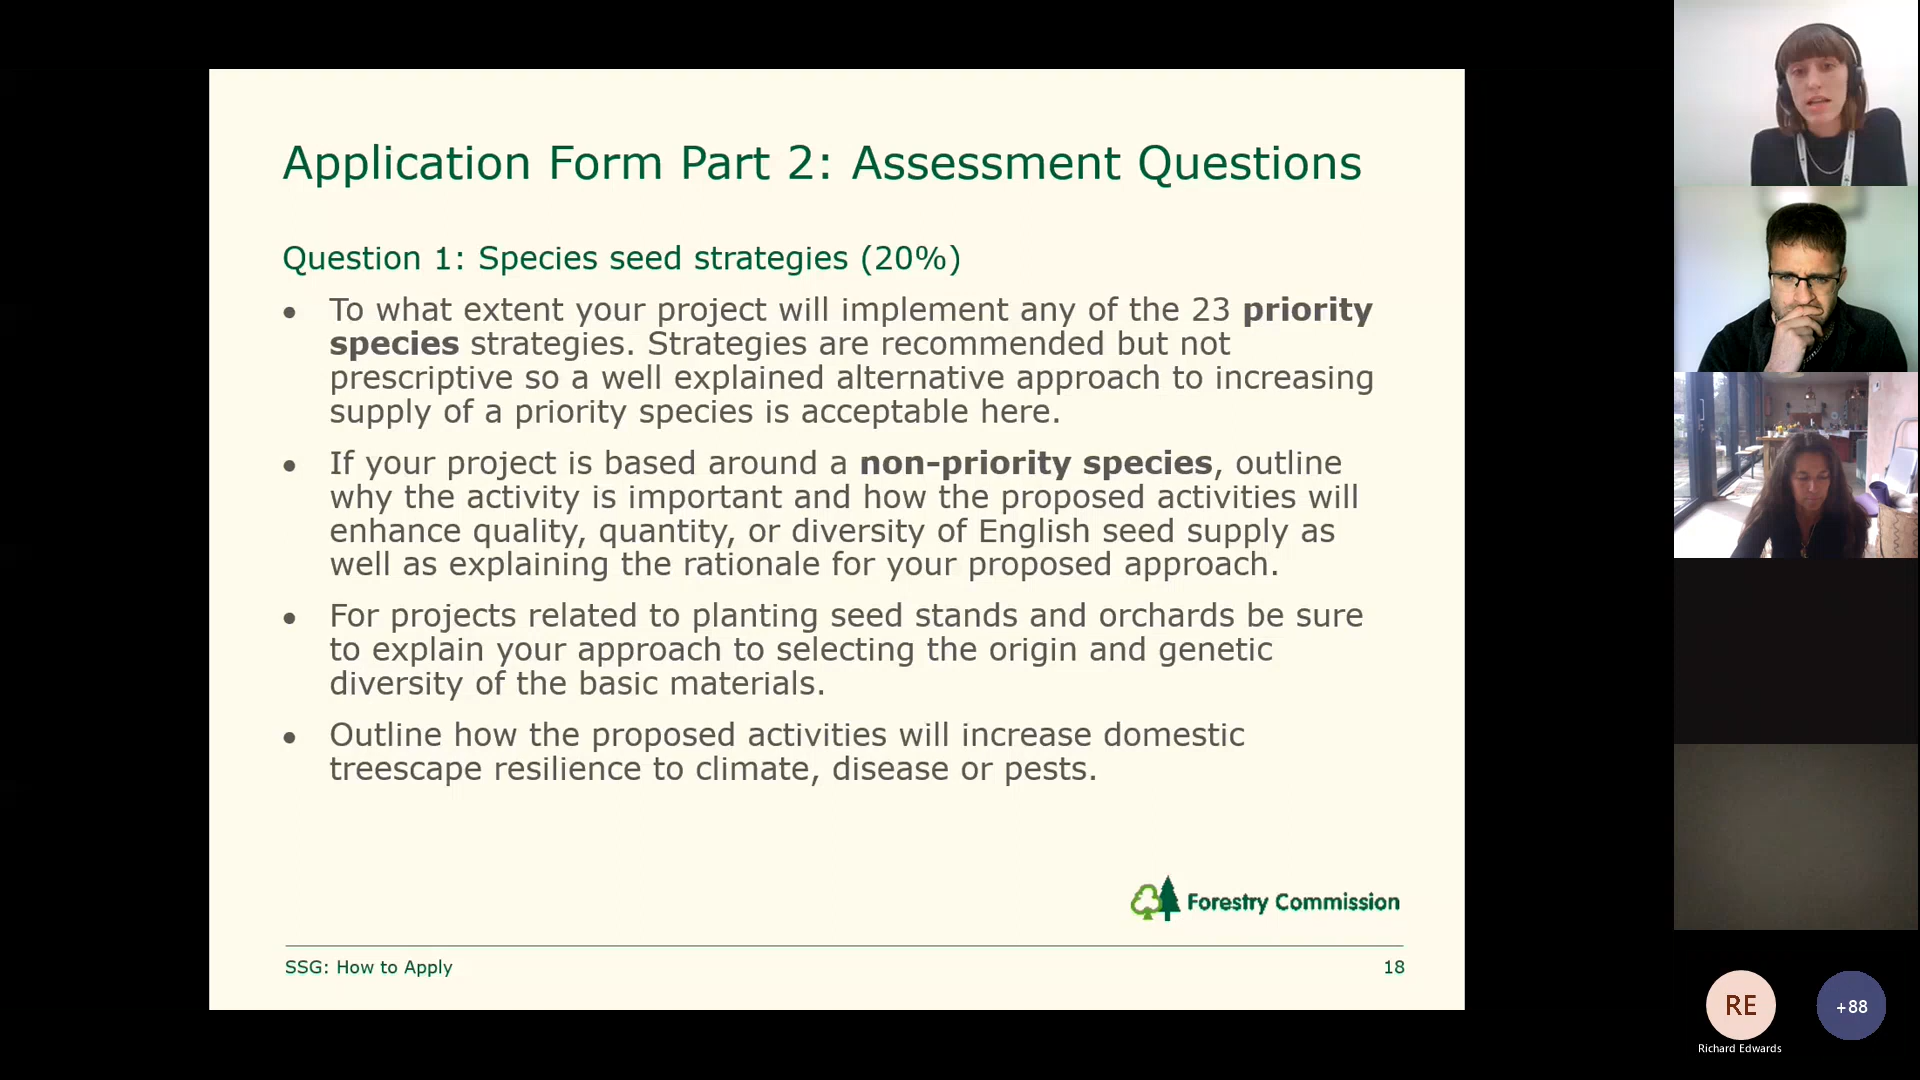 Application Form Part 2: Assessment Questions
Question 1: Species seed strategies (20%)
• To what extent your project will implement any of the 23 priority
species strategies. Strategies are recommended but not
prescriptive so a well explained alternative approach to increasing
supply of a priority species is acceptable here.
• If your project is based around a non-priority species, outline
why the activity is important and how the proposed activities will
enhance quality, quantity, or diversity of English seed supply as
well as explaining the rationale for your proposed approach.
• For projects related to planting seed stands and orchards be sure
to explain your approach to selecting the origin and genetic
diversity of the basic materials.
• Outline how the proposed activities will increase domestic
treescape resilience to climate, disease or pests.
Forestry Commission
SSG: How to Apply
18
RE
+88
Richard Edwards